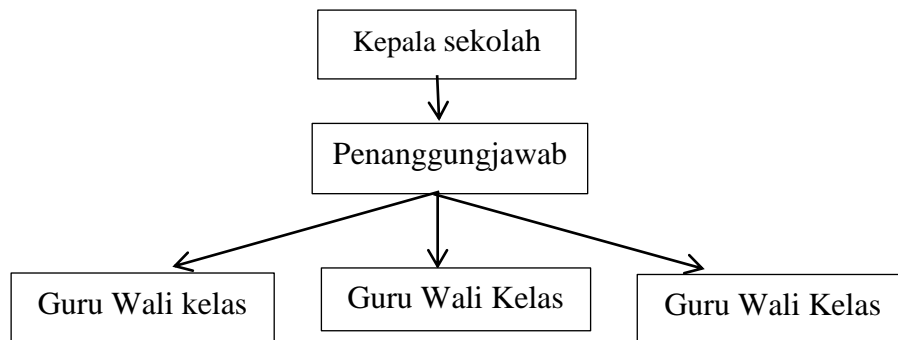 Kepala sekolah
Penanggungjawab
Guru Wali kelas
Guru Wali Kelas
Guru Wali Kelas